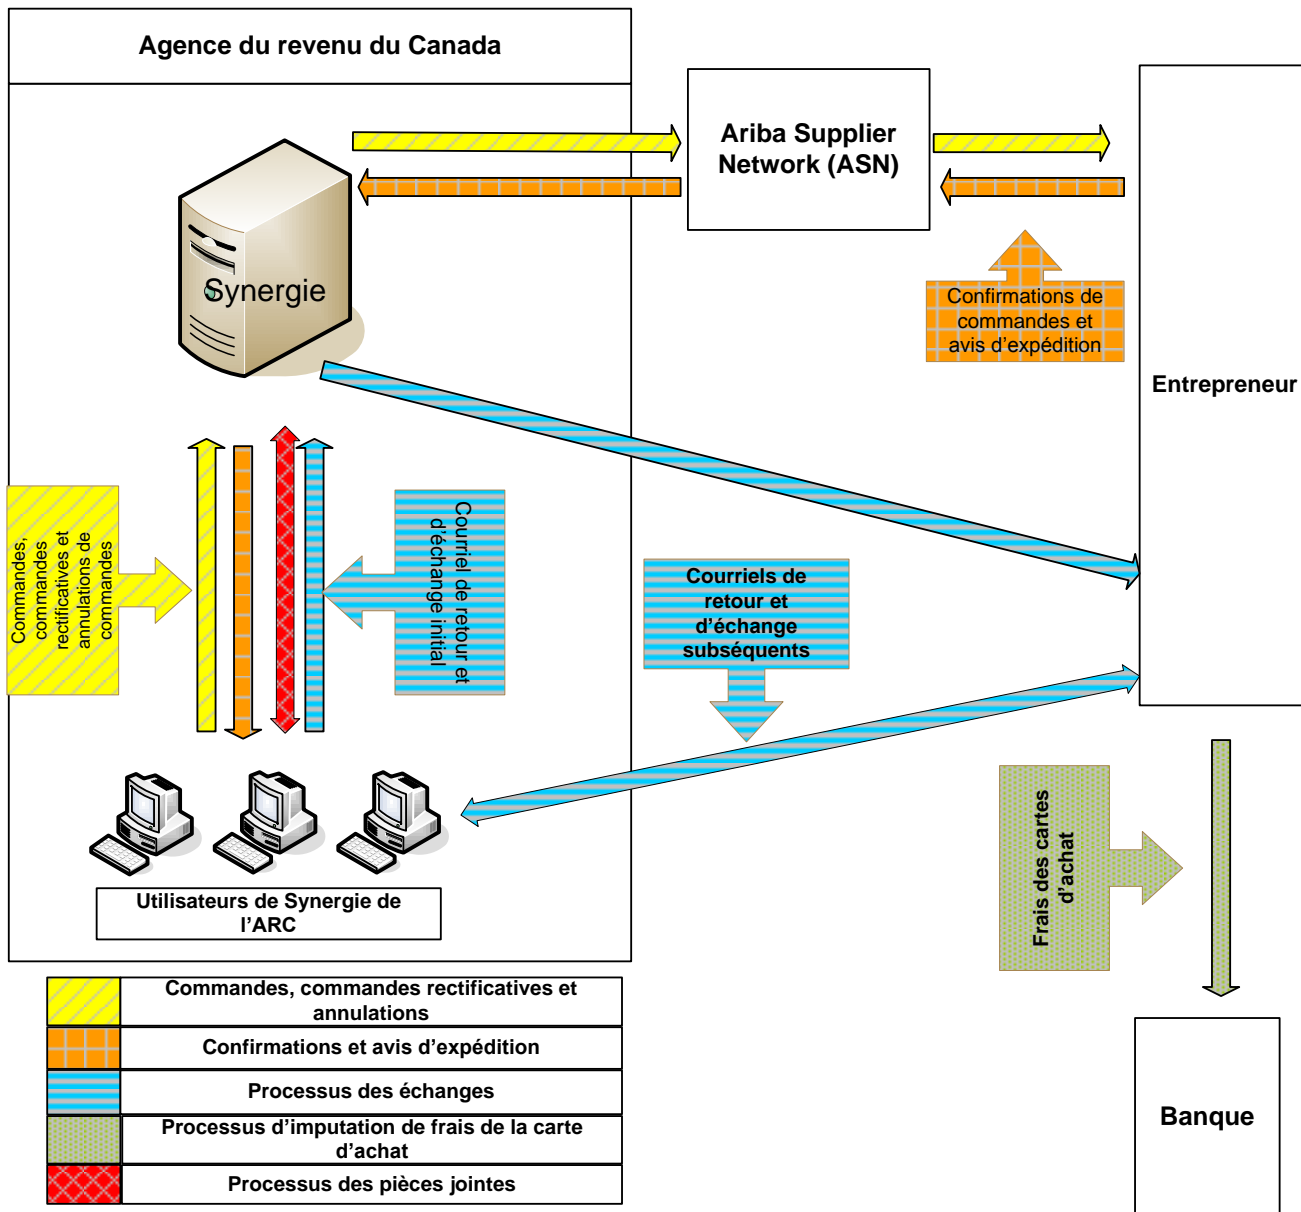 Agence du revenu du Canada
Ariba Supplier
Network (ASN)
Synergie
Confirmations de
commandes et
avis d'expédition
Entrepreneur
Commandes,
commandes
rectificatives et
annulations de
commandes
Courriel de retour et
d'échange initial
Courriels de
retour et
d'échange
subséquents
Frais des cartes
d'achat
Utilisateurs de Synergie de
l'ARC
Commandes, commandes rectificatives et
annulations
Confirmations et avis d'expédition
Processus des échanges
Processus d'imputation de frais de la carte
d'achat
Processus des pièces jointes
Banque